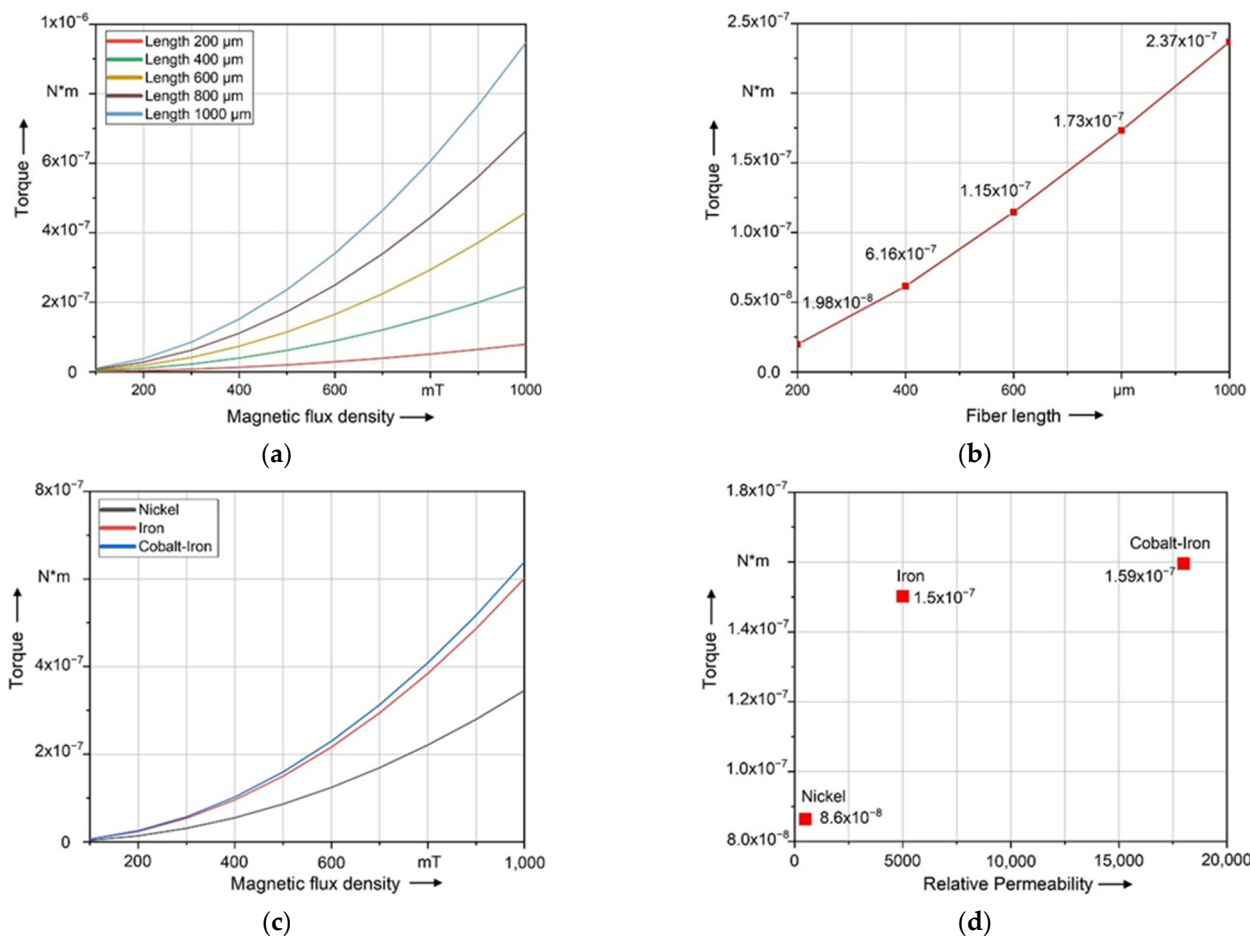 1x10⁻⁶
Length 200 µm
Length 400 µm
Length 600 µm
Length 800 µm
Length 1000 µm
N*m
6x10⁻⁷
4x10⁻⁷
2x10⁻⁷
0
Torque
200
400
600
mT
1000
Magnetic flux density
(a)
2.5x10⁻⁷
N*m
1.5x10⁻⁷
1.0x10⁻⁷
0.5x10⁻⁸
0.0
Torque
1.98x10⁻⁸
6.16x10⁻⁷
1.15x10⁻⁷
1.73x10⁻⁷
2.37x10⁻⁷
200
400
600
µm
1000
Fiber length
(b)
8x10⁻⁷
Nickel
Iron
Cobalt-Iron
N*m
4x10⁻⁷
2x10⁻⁷
0
Torque
200
400
600
mT
1,000
Magnetic flux density
(c)
1.8x10⁻⁷
N*m
1.4x10⁻⁷
1.2x10⁻⁷
1.0x10⁻⁷
8.0x10⁻⁸
Torque
Cobalt-Iron
1.59x10⁻⁷
Iron
1.5x10⁻⁷
Nickel
8.6x10⁻⁸
0
5000
10,000
15,000
20,000
Relative Permeability
(d)